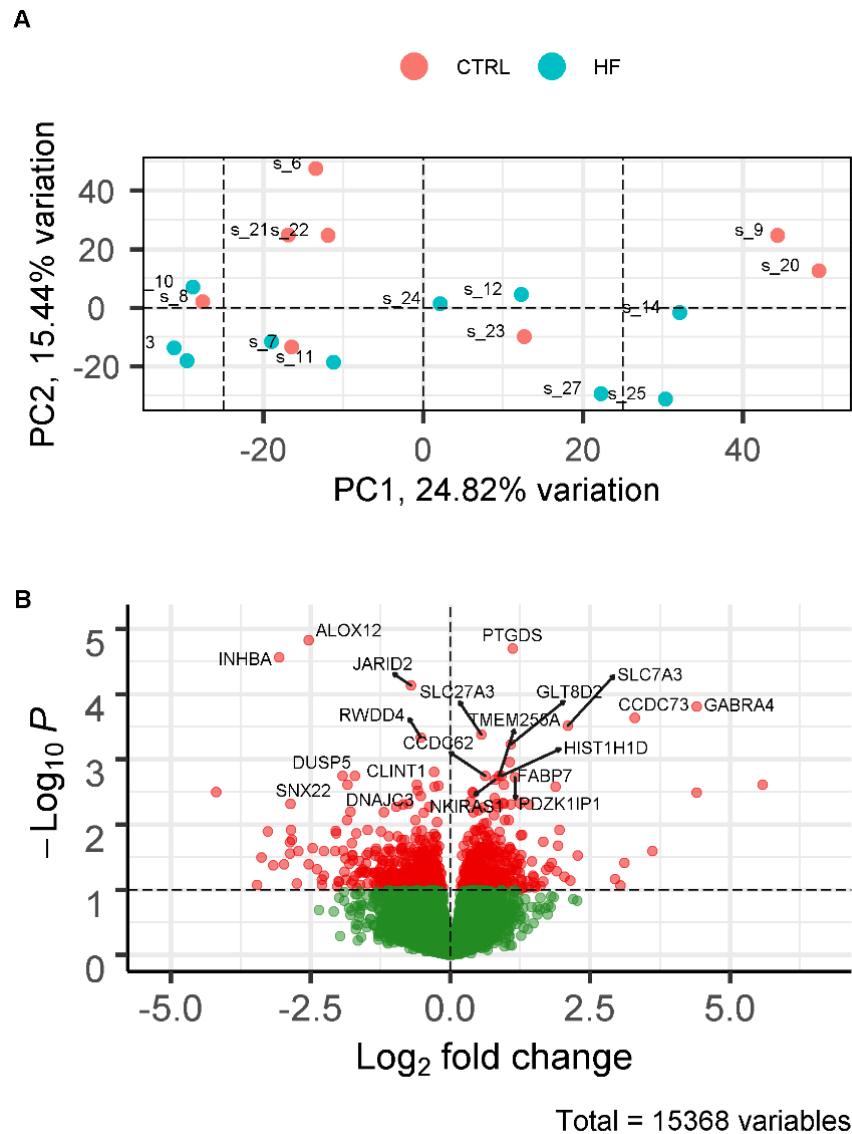 A
CTRL HF
PC2, 15.44% variation
40
20
0
-20
s_6
s_21 s_22
s_9
s_20
_10
s_8
s_24
s_12
s_14
3
s_7
s_11
s_23
s_27
s_25
-20 0 20 40
PC1, 24.82% variation
B
−Log10 P
5
4
3
2
1
0
ALOX12
INHBA
PTGDS
JARID2
SLC7A3
SLC27A3
GLT8D2
CCDC73
GABRA4
RWDD4
TMEM256A
CCDC62
HIST1H1D
DUSP5
CLINT1
FABP7
SNX22
DNAJC3
NKIRAS1
PDZK1IP1
-5.0 -2.5 0.0 2.5 5.0
Log2 fold change
Total = 15368 variables